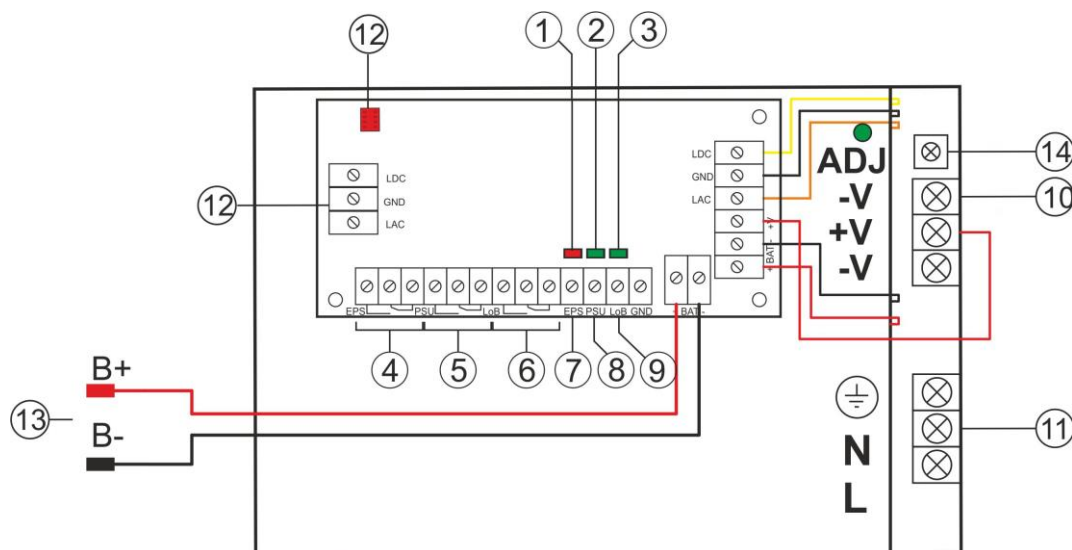 12 1 2 3
LDC
ADJ
14
LDC
GND
-V
10
12
GND
LAC
+V
LAC
+V
-V
+ BAT -
EPS PSU LoB EPS PSU LoB GND + BAT -
4 5 6 7 8 9
B+
13
B-
N
11
L